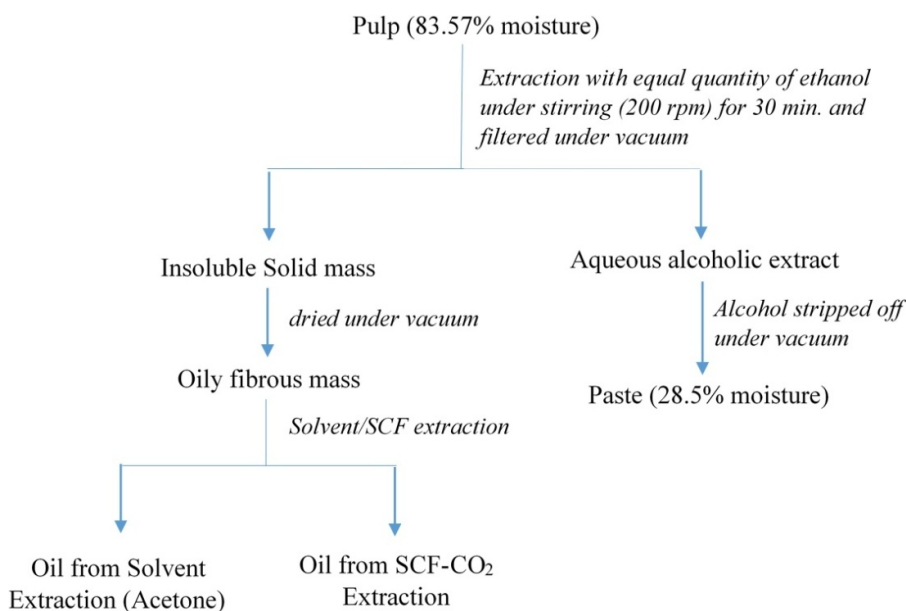 Pulp (83.57% moisture)
Extraction with equal quantity of ethanol
under stirring (200 rpm) for 30 min. and
filtered under vacuum
Insoluble Solid mass
Aqueous alcoholic extract
dried under vacuum
Alcohol stripped off
under vacuum
Oily fibrous mass
Paste (28.5% moisture)
Solvent/SCF extraction
Oil from Solvent
Extraction (Acetone)
Oil from SCF-CO₂
Extraction